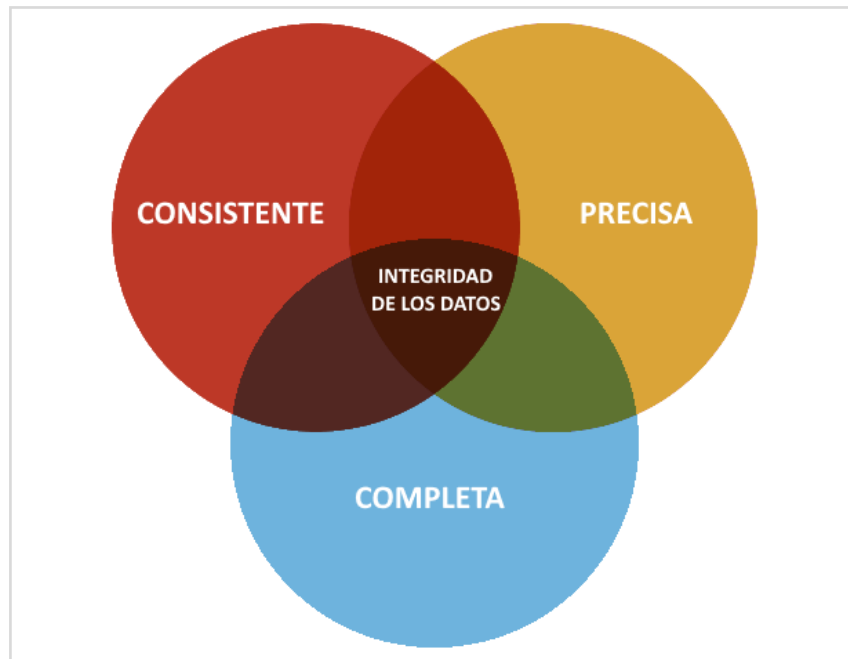 CONSISTENTE
PRECISA
INTEGRIDAD
DE LOS DATOS
COMPLETA